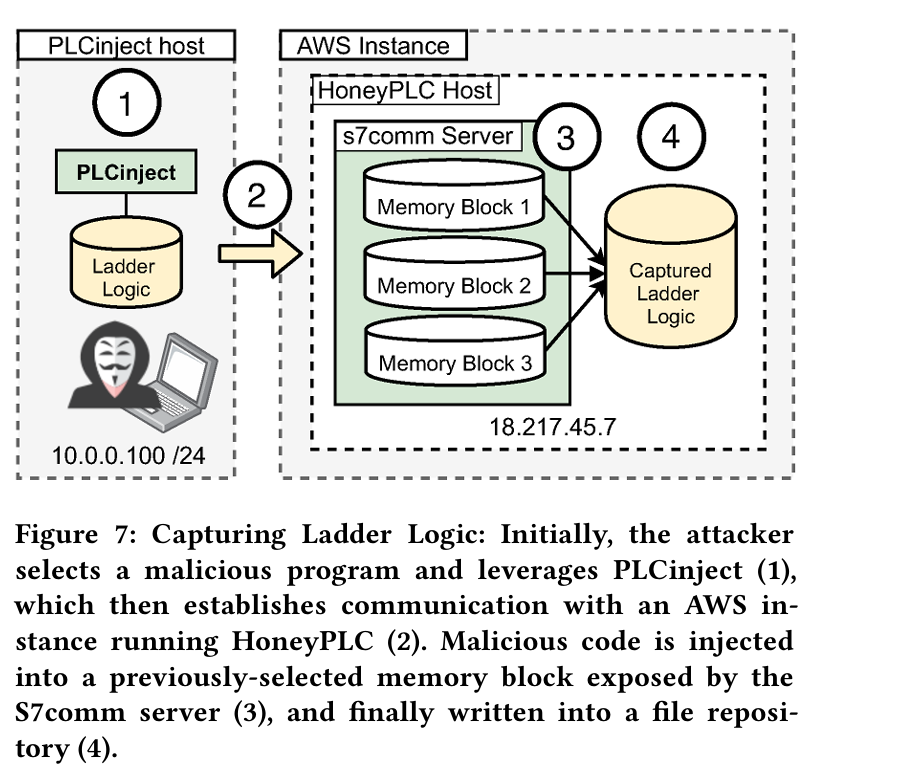 PLCinject host
1
PLCinject
Ladder
Logic
10.0.0.100 /24
2
AWS Instance
HoneyPLC Host
s7comm Server
3
4
Memory Block 1
Memory Block 2
Memory Block 3
Captured
Ladder
Logic
18.217.45.7
Figure 7: Capturing Ladder Logic: Initially, the attacker
selects a malicious program and leverages PLCinject (1),
which then establishes communication with an AWS in-
stance running HoneyPLC (2). Malicious code is injected
into a previously-selected memory block exposed by the
S7comm server (3), and finally written into a file reposi-
tory (4).